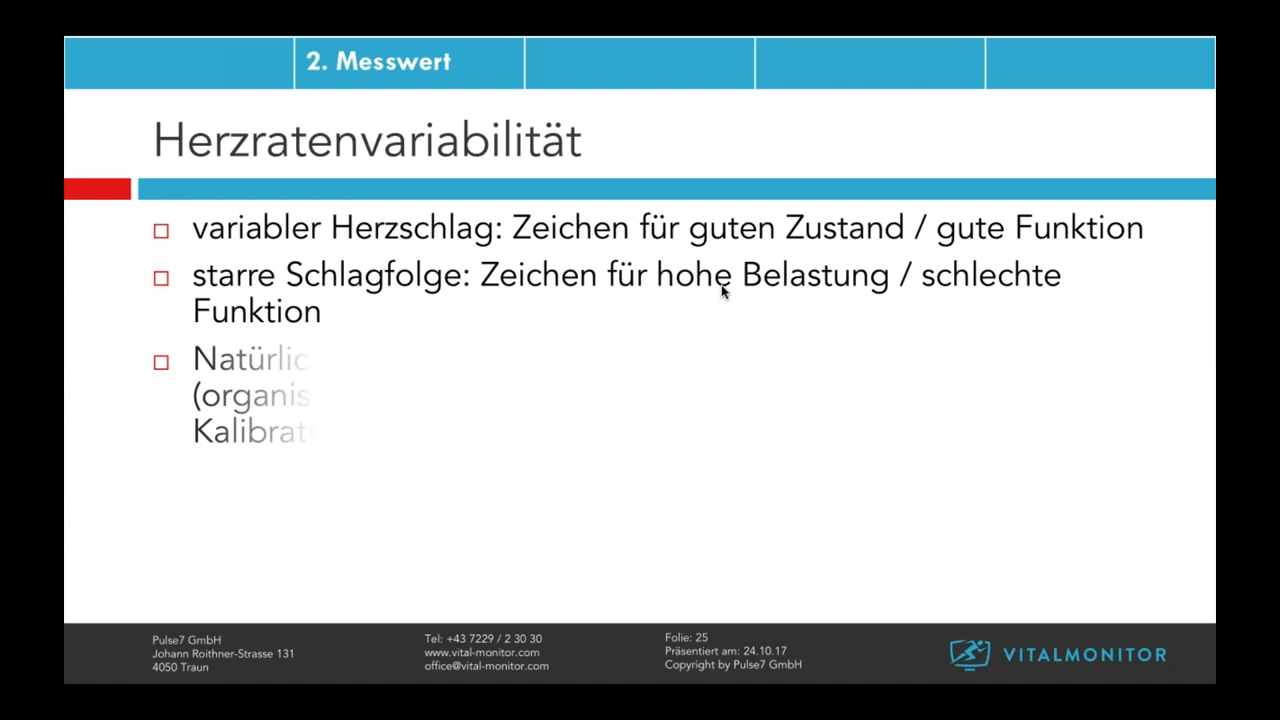 2. Messwert
Herzratenvariabilität
variabler Herzschlag: Zeichen für guten Zustand / gute Funktion
starre Schlagfolge: Zeichen für hohe Belastung / schlechte
Funktion
Pulse7 GmbH
Johann Roithner-Strasse 131
4050 Traun
Tel: +43 7229 / 2 30 30
www.vital-monitor.com
office@vital-monitor.com
Folie: 25
Präsentiert am: 24.10.17
Copyright by Pulse7 GmbH
VITALMONITOR